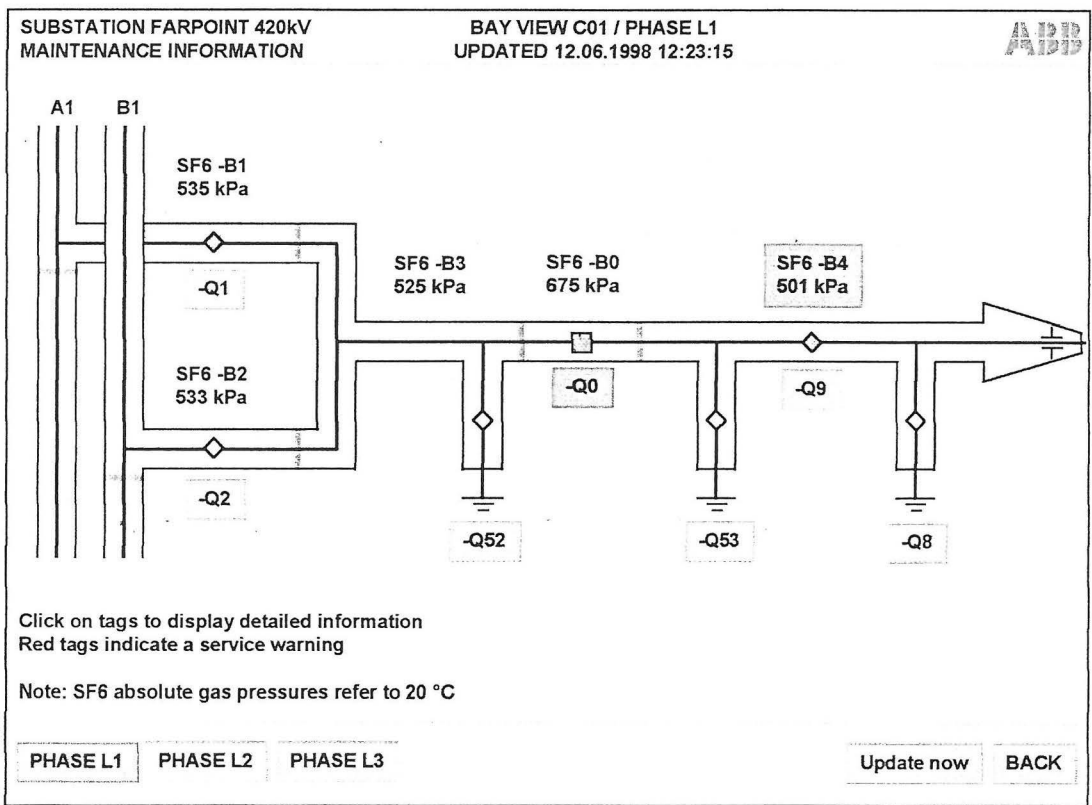 SUBSTATION FARPOINT 420kV
MAINTENANCE INFORMATION
BAY VIEW C01 / PHASE L1
UPDATED 12.06.1998 12:23:15
ABB
A1
B1
SF6 -B1
535 kPa
-Q1
SF6 -B3
525 kPa
SF6 -B0
675 kPa
SF6 -B4
501 kPa
SF6 -B2
533 kPa
-Q0
-Q9
-Q2
-Q52
-Q53
-Q8
Click on tags to display detailed information
Red tags indicate a service warning
Note: SF6 absolute gas pressures refer to 20 °C
PHASE L1
PHASE L2
PHASE L3
Update now
BACK